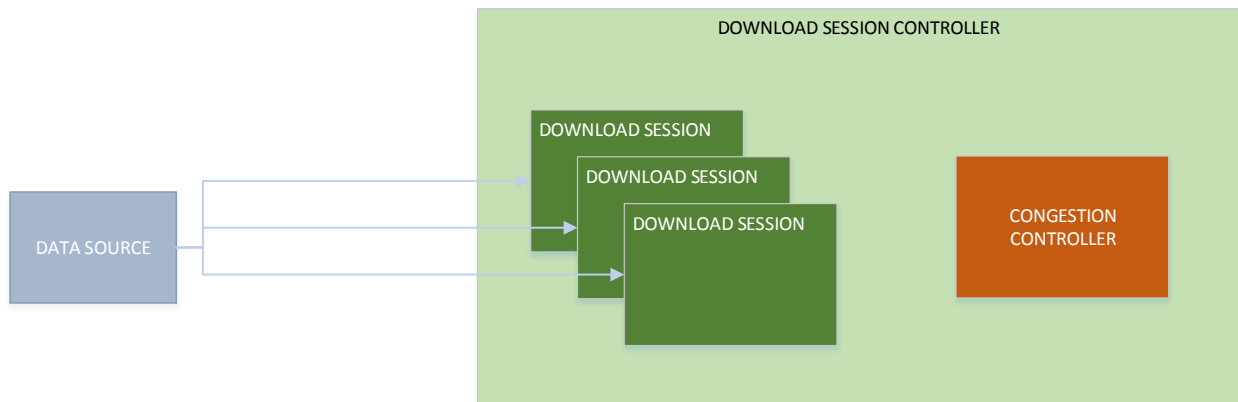 DOWNLOAD SESSION CONTROLLER
DOWNLOAD SESSION
DOWNLOAD SESSION
DOWNLOAD SESSION
DATA SOURCE
CONGESTION
CONTROLLER